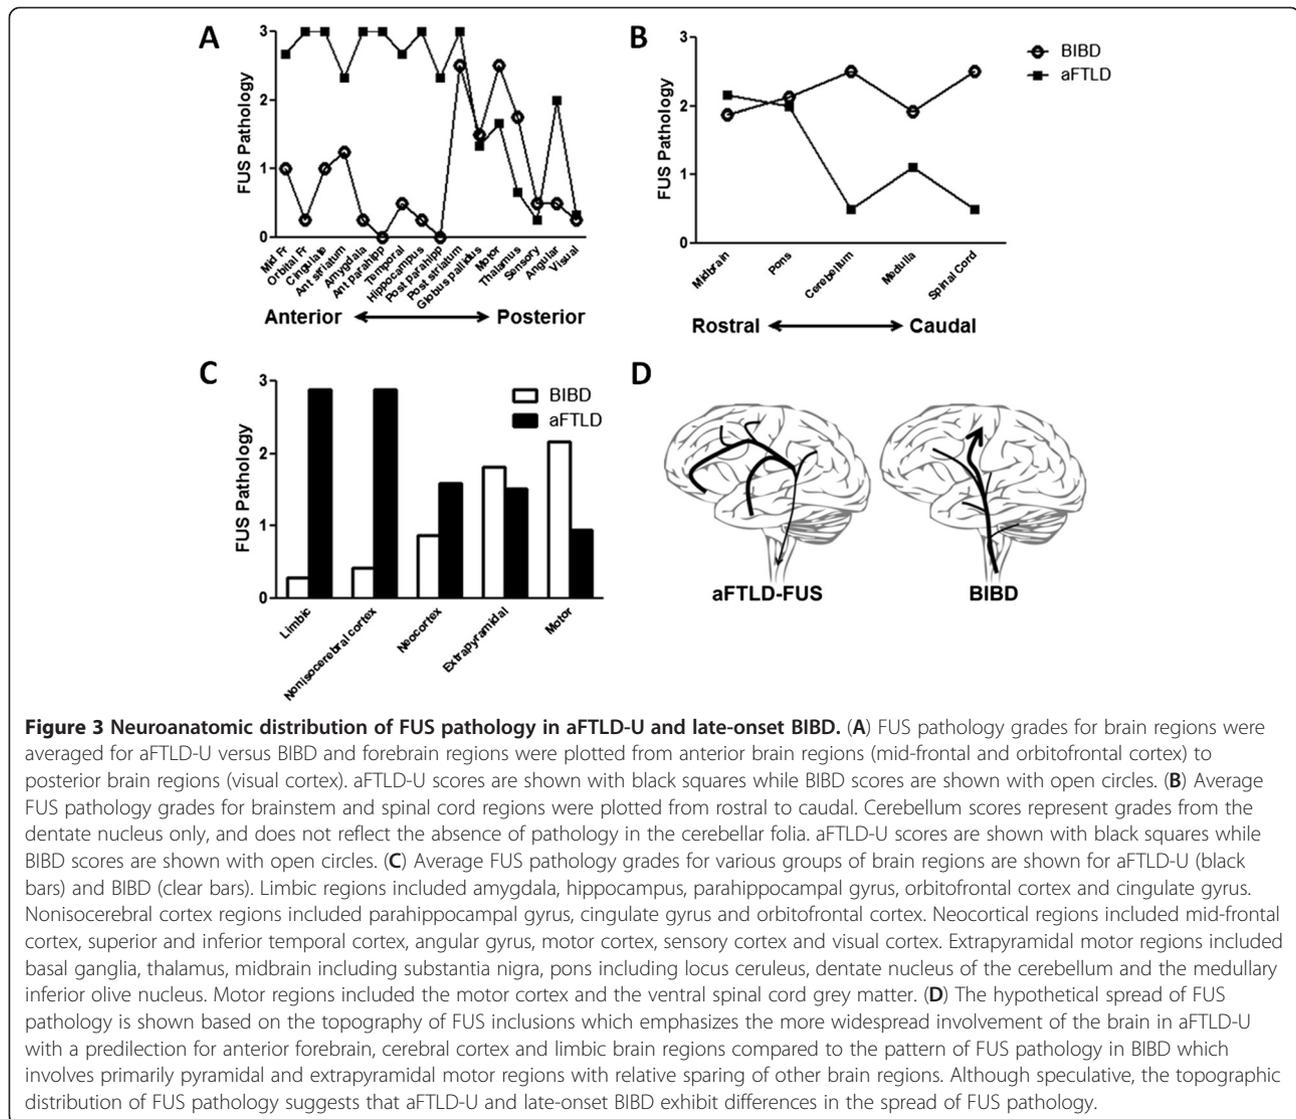 A
3
2
1
0
FUS Pathology
Mid Fr
Orbital Fr
Cingulate
Ant striatum
Amygdala
Ant parahipp
Temporal
Hippocampus
Post parahipp
Post striatum
Globus pallidus
Motor
Thalamus
Sensory
Angular
Visual
Anterior
Posterior
B
3
2
1
0
FUS Pathology
BIBD
aFTLD
Midbrain
Pons
Cerebellum
Medulla
Spinal Cord
Rostral
Caudal
C
3
2
1
0
FUS Pathology
BIBD
aFTLD
Limbic
Nonisocerebral cortex
Neocortex
ExtraPyramidal
Motor
D
aFTLD-FUS
BIBD
Figure 3 Neuroanatomic distribution of FUS pathology in aFTLD-U and late-onset BIBD. (A) FUS pathology grades for brain regions were
averaged for aFTLD-U versus BIBD and forebrain regions were plotted from anterior brain regions (mid-frontal and orbitofrontal cortex) to
posterior brain regions (visual cortex). aFTLD-U scores are shown with black squares while BIBD scores are shown with open circles. (B) Average
FUS pathology grades for brainstem and spinal cord regions were plotted from rostral to caudal. Cerebellum scores represent grades from the
dentate nucleus only, and does not reflect the absence of pathology in the cerebellar folia. aFTLD-U scores are shown with black squares while
BIBD scores are shown with open circles. (C) Average FUS pathology grades for various groups of brain regions are shown for aFTLD-U (black
bars) and BIBD (clear bars). Limbic regions included amygdala, hippocampus, parahippocampal gyrus, orbitofrontal cortex and cingulate gyrus.
Nonisocerebral cortex regions included parahippocampal gyrus, cingulate gyrus and orbitofrontal cortex. Neocortical regions included mid-frontal
cortex, superior and inferior temporal cortex, angular gyrus, motor cortex, sensory cortex and visual cortex. Extrapyramidal motor regions included
basal ganglia, thalamus, midbrain including substantia nigra, pons including locus ceruleus, dentate nucleus of the cerebellum and the medullary
inferior olive nucleus. Motor regions included the motor cortex and the ventral spinal cord grey matter. (D) The hypothetical spread of FUS
pathology is shown based on the topography of FUS inclusions which emphasizes the more widespread involvement of the brain in aFTLD-U
with a predilection for anterior forebrain, cerebral cortex and limbic brain regions compared to the pattern of FUS pathology in BIBD which
involves primarily pyramidal and extrapyramidal motor regions with relative sparing of other brain regions. Although speculative, the topographic
distribution of FUS pathology suggests that aFTLD-U and late-onset BIBD exhibit differences in the spread of FUS pathology.